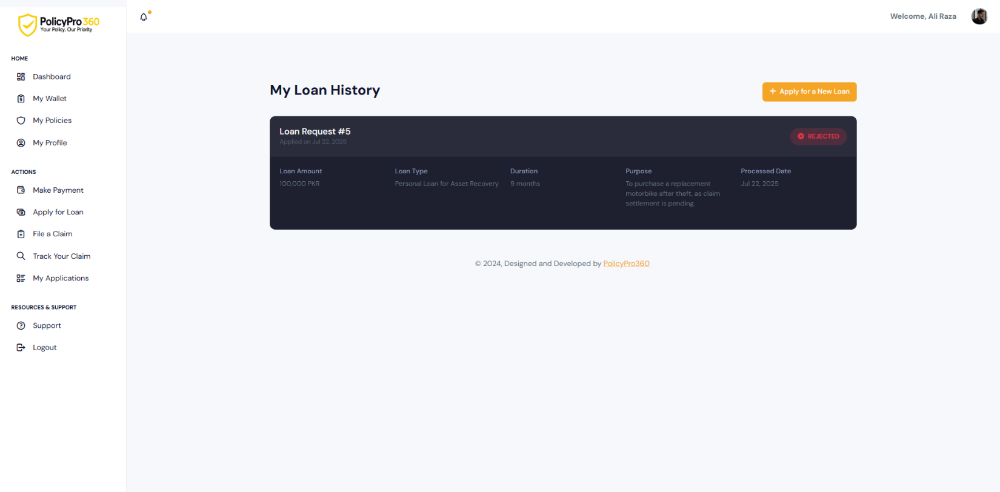 PolicyPro360
Your Policy, Our Priority
Welcome, Ali Raza
HOME
Dashboard
My Wallet
My Policies
My Profile
ACTIONS
Make Payment
Apply for Loan
File a Claim
Track Your Claim
My Applications
RESOURCES & SUPPORT
Support
Logout
My Loan History
+ Apply for a New Loan
Loan Request #5
Applied on Jul 22, 2025
REJECTED
Loan Amount
100,000 PKR
Loan Type
Personal Loan for Asset Recovery
Duration
9 months
Purpose
To purchase a replacement
motorbike after theft, as claim
settlement is pending.
Processed Date
Jul 22, 2025
© 2024, Designed and Developed by PolicyPro360